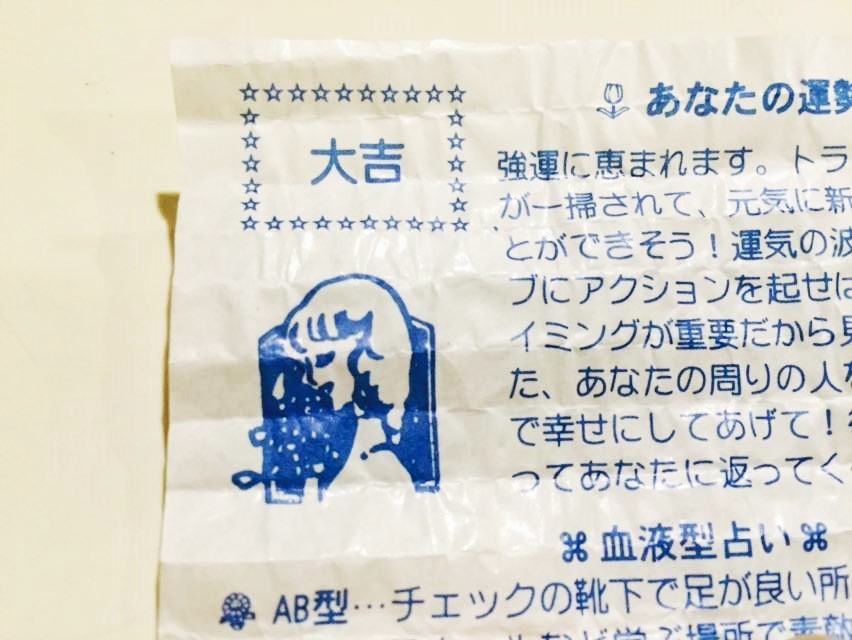 大吉
あなたの運勢
強運に恵まれます。トラ
が一掃されて、元気に新
とができそう！運気の波
ブにアクションを起せば
イミングが重要だから見
た、あなたの周りの人を
で幸せにしてあげて！
ってあなたに返ってく
⌘ 血液型占い ⌘
AB型…チェックの靴下で足が良い所